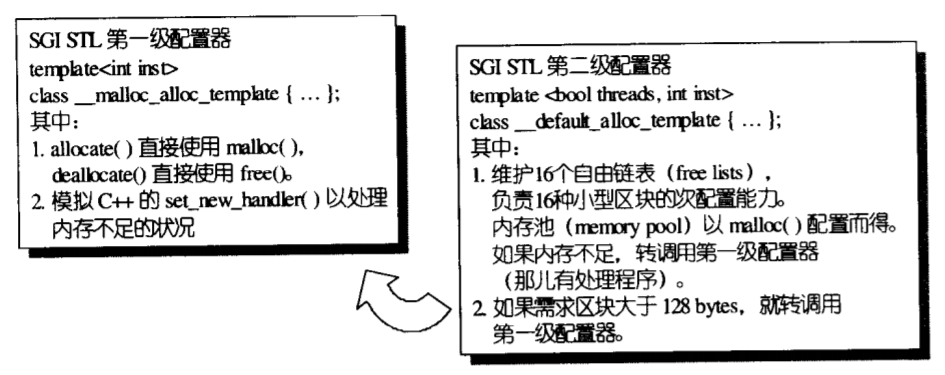 SGI STL 第一级配置器
template<int inst>
class __malloc_alloc_template { … };
其中：
1. allocate( ) 直接使用 malloc( ),
deallocate() 直接使用 free()。
2. 模拟 C++ 的 set_new_handler( ) 以处理
内存不足的状况
SGI STL 第二级配置器
template <bool threads, int inst>
class __default_alloc_template { … };
其中：
1. 维护16个自由链表（free lists），
负责16种小型区块的次配置能力。
内存池（memory pool）以 malloc( ) 配置而得。
如果内存不足，转调用第一级配置器
（那儿有处理程序）。
2. 如果需求区块大于 128 bytes，就转调用
第一级配置器。